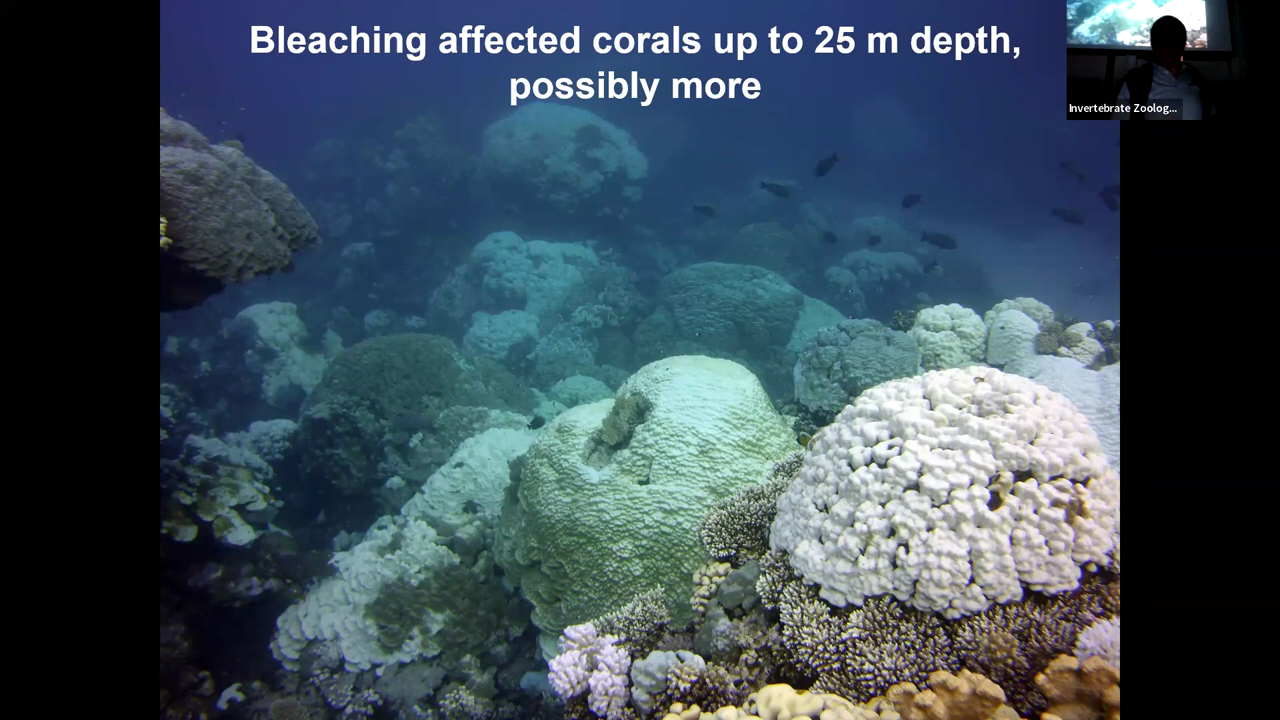 Bleaching affected corals up to 25 m depth,
possibly more
Invertebrate Zoolog...